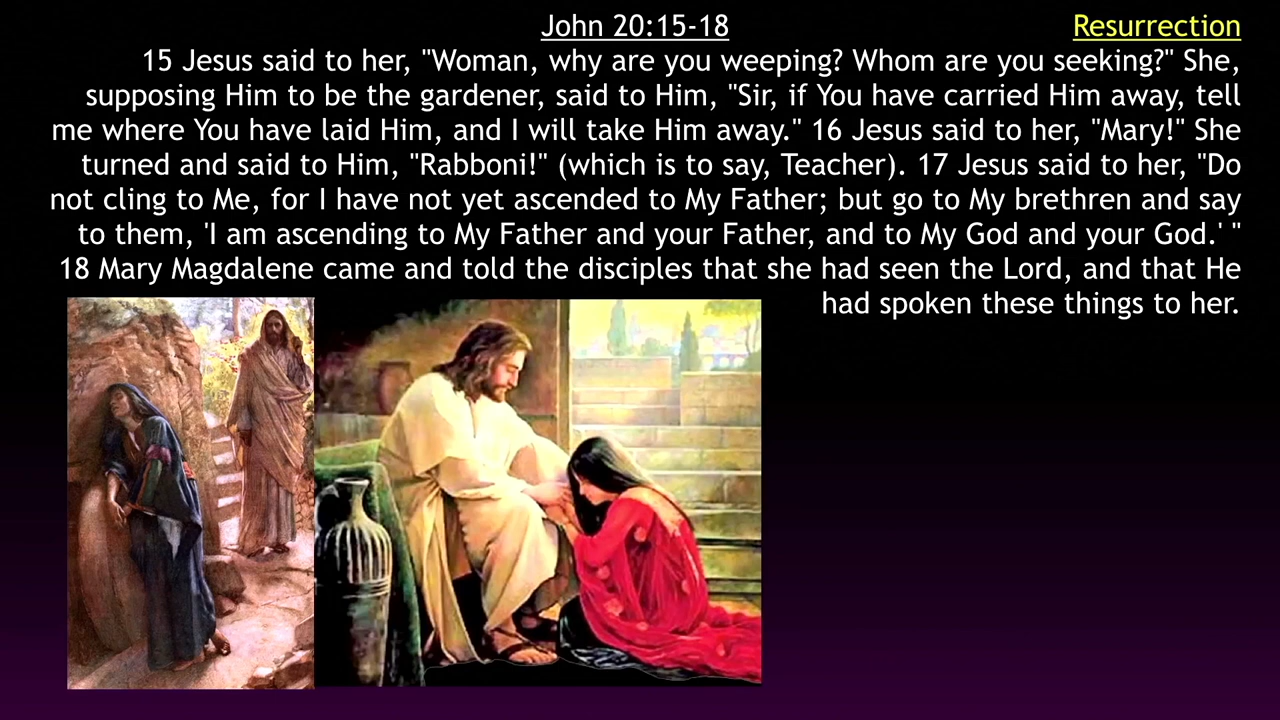 John 20:15-18 Resurrection
15 Jesus said to her, "Woman, why are you weeping? Whom are you seeking?" She,
supposing Him to be the gardener, said to Him, "Sir, if You have carried Him away, tell
me where You have laid Him, and I will take Him away." 16 Jesus said to her, "Mary!" She
turned and said to Him, "Rabboni!" (which is to say, Teacher). 17 Jesus said to her, "Do
not cling to Me, for I have not yet ascended to My Father; but go to My brethren and say
to them, 'I am ascending to My Father and your Father, and to My God and your God.' "
18 Mary Magdalene came and told the disciples that she had seen the Lord, and that He
had spoken these things to her.